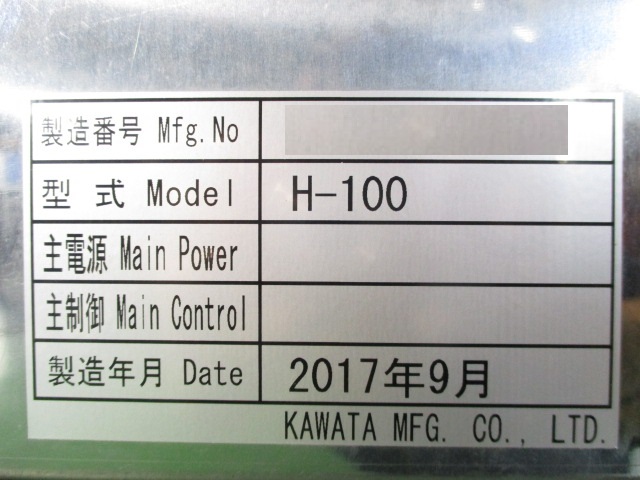 製造番号 Mfg.No
型 式 Model H-100
主電源 Main Power
主制御 Main Control
製造年月 Date 2017年9月
KAWATA MFG. CO., LTD.